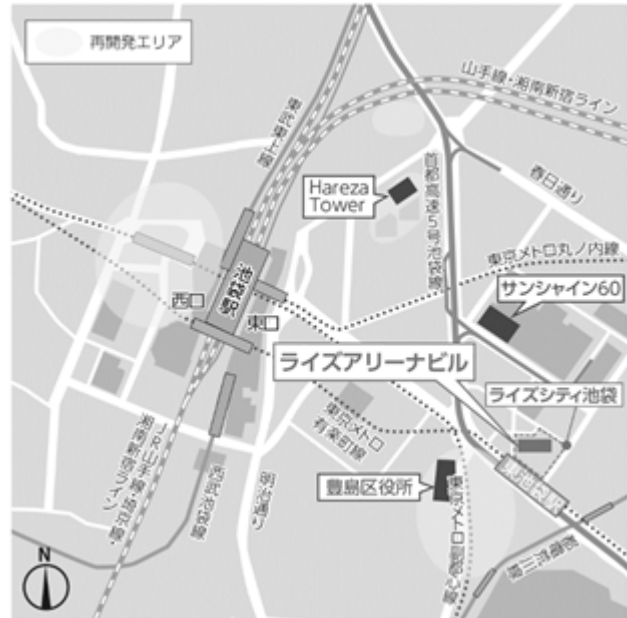 再開発エリア
東武東上線
山手線・湘南新宿ライン
Hareza
Tower
首都高速5号池袋線
春日通り
東京メトロ丸ノ内線
サンシャイン60
池袋駅
西口
東口
ライズアリーナビル
ライズシティ池袋
東京メトロ
有楽町線
豊島区役所
東池袋駅
東京メトロ副都心線
都電荒川線
JR山手線・埼京線・
湘南新宿ライン
西武池袋線
明治通り
N